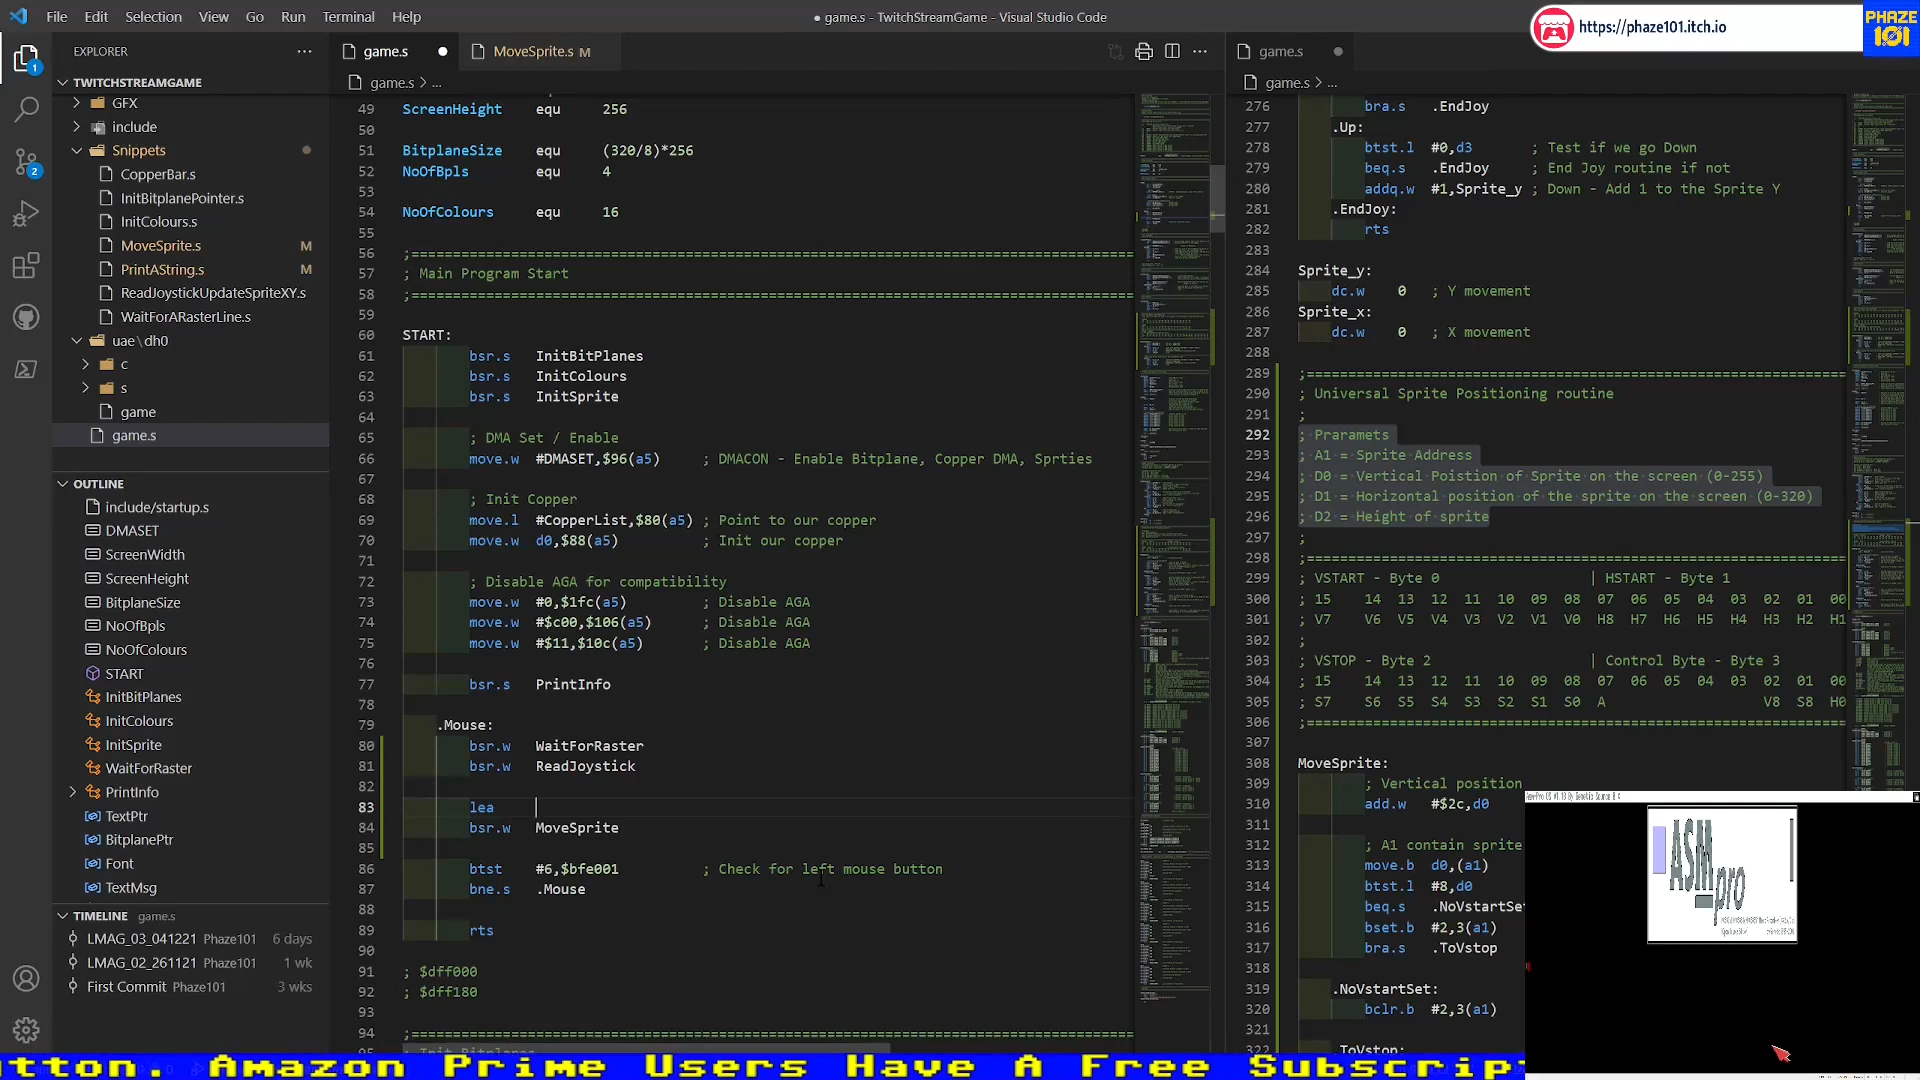 File Edit Selection View Go Run Terminal Help
● game.s - TwitchStreamGame - Visual Studio Code
https://phaze101.itch.io
PHAZE
101
EXPLORER ...
TWITCHSTREAMGAME
GFX
include
Snippets
CopperBar.s
InitBitplanePointer.s
InitColours.s
MoveSprite.s M
PrintAString.s M
ReadJoystickUpdateSpriteXY.s
WaitForARasterLine.s
uae\dh0
c
s
game
game.s
OUTLINE
include/startup.s
DMASET
ScreenWidth
ScreenHeight
BitplaneSize
NoOfBpls
NoOfColours
START
InitBitPlanes
InitColours
InitSprite
WaitForRaster
PrintInfo
TextPtr
BitplanePtr
Font
TextMsg
TIMELINE game.s
LMAG_03_041221 Phaze101 6 days
LMAG_02_261121 Phaze101 1 wk
First Commit Phaze101 3 wks
1
2
game.s ●
MoveSprite.s M
game.s > ...
49 ScreenHeight equ 256
50
51 BitplaneSize equ (320/8)*256
52 NoOfBpls equ 4
53
54 NoOfColours equ 16
55
56 ;=======================================================================================
57 ; Main Program Start
58 ;=======================================================================================
59
60 START:
61 bsr.s InitBitPlanes
62 bsr.s InitColours
63 bsr.s InitSprite
64
65 ; DMA Set / Enable
66 move.w #DMASET,$96(a5) ; DMACON - Enable Bitplane, Copper DMA, Sprties
67
68 ; Init Copper
69 move.l #CopperList,$80(a5) ; Point to our copper
70 move.w d0,$88(a5) ; Init our copper
71
72 ; Disable AGA for compatibility
73 move.w #0,$1fc(a5) ; Disable AGA
74 move.w #$c00,$106(a5) ; Disable AGA
75 move.w #$11,$10c(a5) ; Disable AGA
76
77 bsr.s PrintInfo
78
79 .Mouse:
80 bsr.w WaitForRaster
81 bsr.w ReadJoystick
82
83 lea
84 bsr.w MoveSprite
85
86 btst #6,$bfe001 ; Check for left mouse button
87 bne.s .Mouse
88
89 rts
90
91 ; $dff000
92 ; $dff180
93
94 ;=======================================================================================
game.s ●
game.s > ...
276 bra.s .EndJoy
277 .Up:
278 btst.l #0,d3 ; Test if we go Down
279 beq.s .EndJoy ; End Joy routine if not
280 addq.w #1,Sprite_y ; Down - Add 1 to the Sprite Y
281 .EndJoy:
282 rts
283
284 Sprite_y:
285 dc.w 0 ; Y movement
286 Sprite_x:
287 dc.w 0 ; X movement
288
289 ;=================================================================
290 ; Universal Sprite Positioning routine
291 ;
292 ; Praramets
293 ; A1 = Sprite Address
294 ; D0 = Vertical Poistion of Sprite on the screen (0-255)
295 ; D1 = Horizontal position of the sprite on the screen (0-320)
296 ; D2 = Height of sprite
297 ;
298 ;=================================================================
299 ; VSTART - Byte 0 | HSTART - Byte 1
300 ; 15 14 13 12 11 10 09 08 07 06 05 04 03 02 01 00
301 ; V7 V6 V5 V4 V3 V2 V1 V0 H8 H7 H6 H5 H4 H3 H2 H1
302 ;
303 ; VSTOP - Byte 2 | Control Byte - Byte 3
304 ; 15 14 13 12 11 10 09 08 07 06 05 04 03 02 01 00
305 ; S7 S6 S5 S4 S3 S2 S1 S0 A V8 S8 H0
306 ;=================================================================
307
308 MoveSprite:
309 ; Vertical position
310 add.w #$2c,d0
311
312 ; A1 contain sprite
313 move.b d0,(a1)
314 btst.l #8,d0
315 beq.s .NoVstartSet
316 bset.b #2,3(a1)
317 bra.s .ToVstop
318
319 .NoVstartSet:
320 bclr.b #2,3(a1)
321
322 .ToVstop:
ASM
pro
utton. Amazon Prime Users Have A Free Subscrip